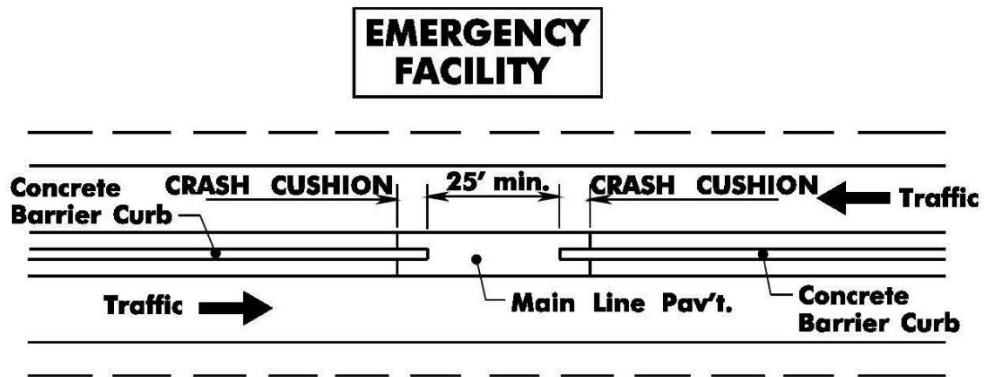 EMERGENCY
FACILITY
Concrete
Barrier Curb
CRASH CUSHION
25' min.
CRASH CUSHION
Traffic
Traffic
Main Line Pav't.
Concrete
Barrier Curb